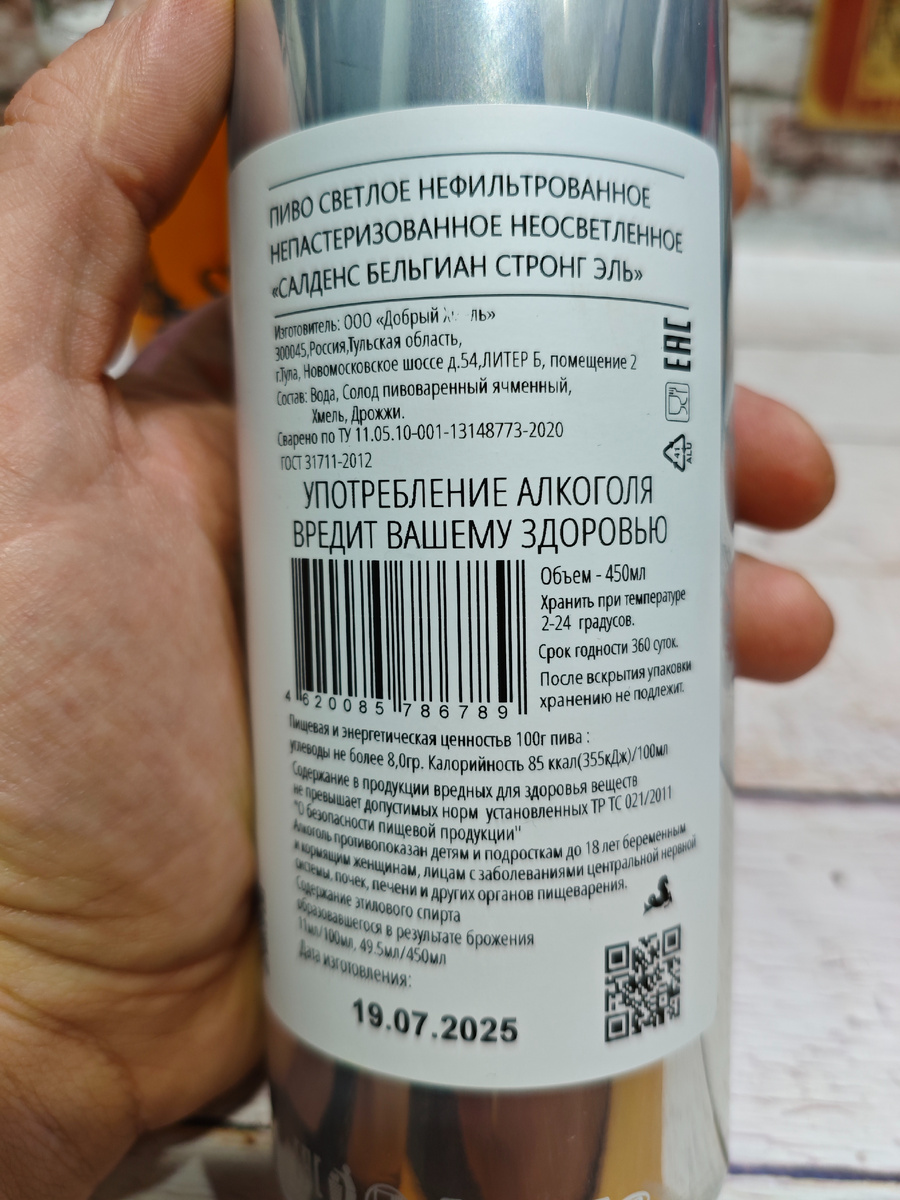 ПИВО СВЕТЛОЕ НЕФИЛЬТРОВАННОЕ
НЕПАСТЕРИЗОВАННОЕ НЕОСВЕТЛЕННОЕ
«САЛДЕНС БЕЛЬГИАН СТРОНГ ЭЛЬ»
Изготовитель: ООО «Добрый
300045,Россия,Тульская область,
г.Тула, Новомосковское шоссе д.54,ЛИТЕР Б, помещение 2
Состав: Вода, Солод пивоваренный ячменный,
Хмель, Дрожжи.
Сварено по ТУ 11.05.10-001-13148773-2020
ГОСТ 31711-2012
EAC
41
ALU
УПОТРЕБЛЕНИЕ АЛКОГОЛЯ
ВРЕДИТ ВАШЕМУ ЗДОРОВЬЮ
4 620085 786789
Объем - 450мл
Хранить при температуре
2-24 градусов.
Срок годности 360 суток.
После вскрытия упаковки
хранению не подлежит.
Пищевая и энергетическая ценностьв 100г пива :
углеводы не более 8,0гр. Калорийность 85 ккал(355кДж)/100мл
Содержание в продукции вредных для здоровья веществ
не превышает допустимых норм установленных ТР ТС 021/2011
"О безопасности пищевой продукции"
Алкоголь противопоказан детям и подросткам до 18 лет беременным
и кормящим женщинам, лицам с заболеваниями центральной нервной
системы, почек, печени и других органов пищеварения.
Содержание этилового спирта
образовавшегося в результате брожения
11мл/100мл, 49.5мл/450мл
Дата изготовления:
19.07.2025